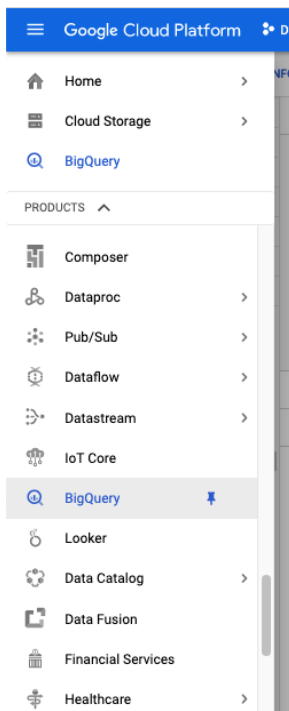 Google Cloud Platform D
Home
Cloud Storage
BigQuery
PRODUCTS
Composer
Dataproc
Pub/Sub
Dataflow
Datastream
IoT Core
BigQuery
Looker
Data Catalog
Data Fusion
Financial Services
Healthcare